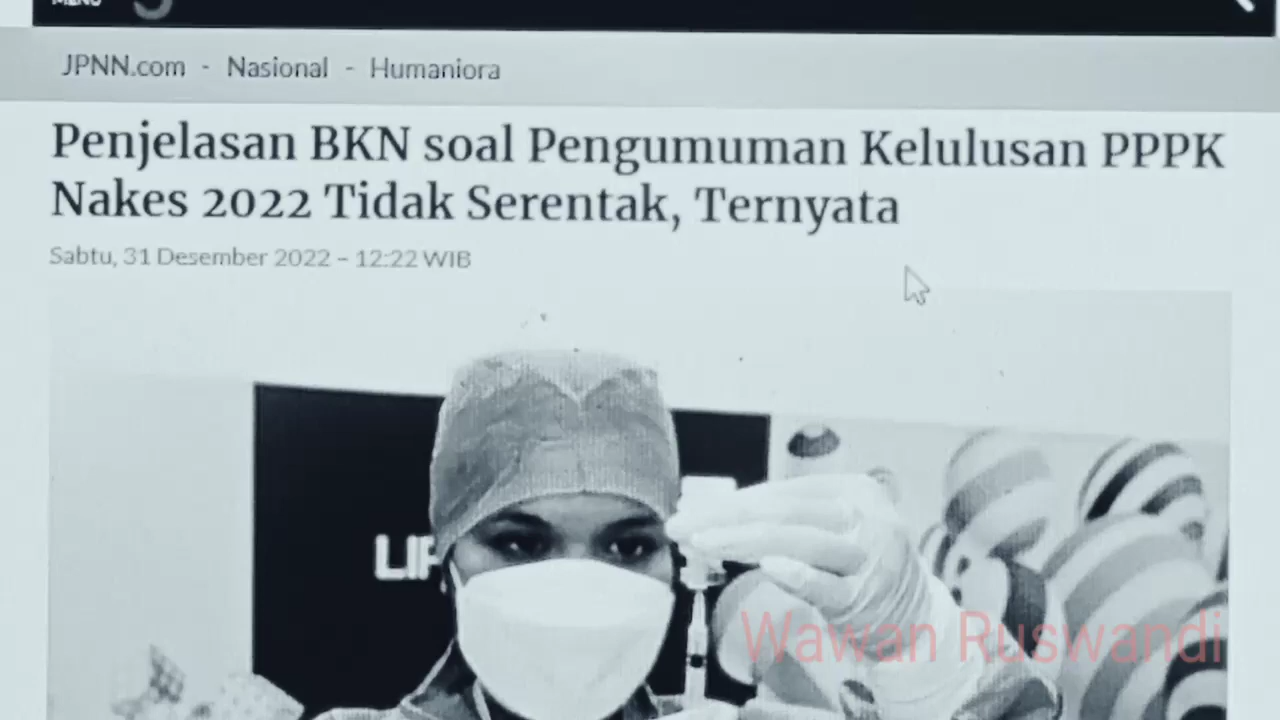 MENU
JPNN.com - Nasional - Humaniora
Penjelasan BKN soal Pengumuman Kelulusan PPPK
Nakes 2022 Tidak Serentak, Ternyata
Sabtu, 31 Desember 2022 – 12:22 WIB
Wawan Ruswandi